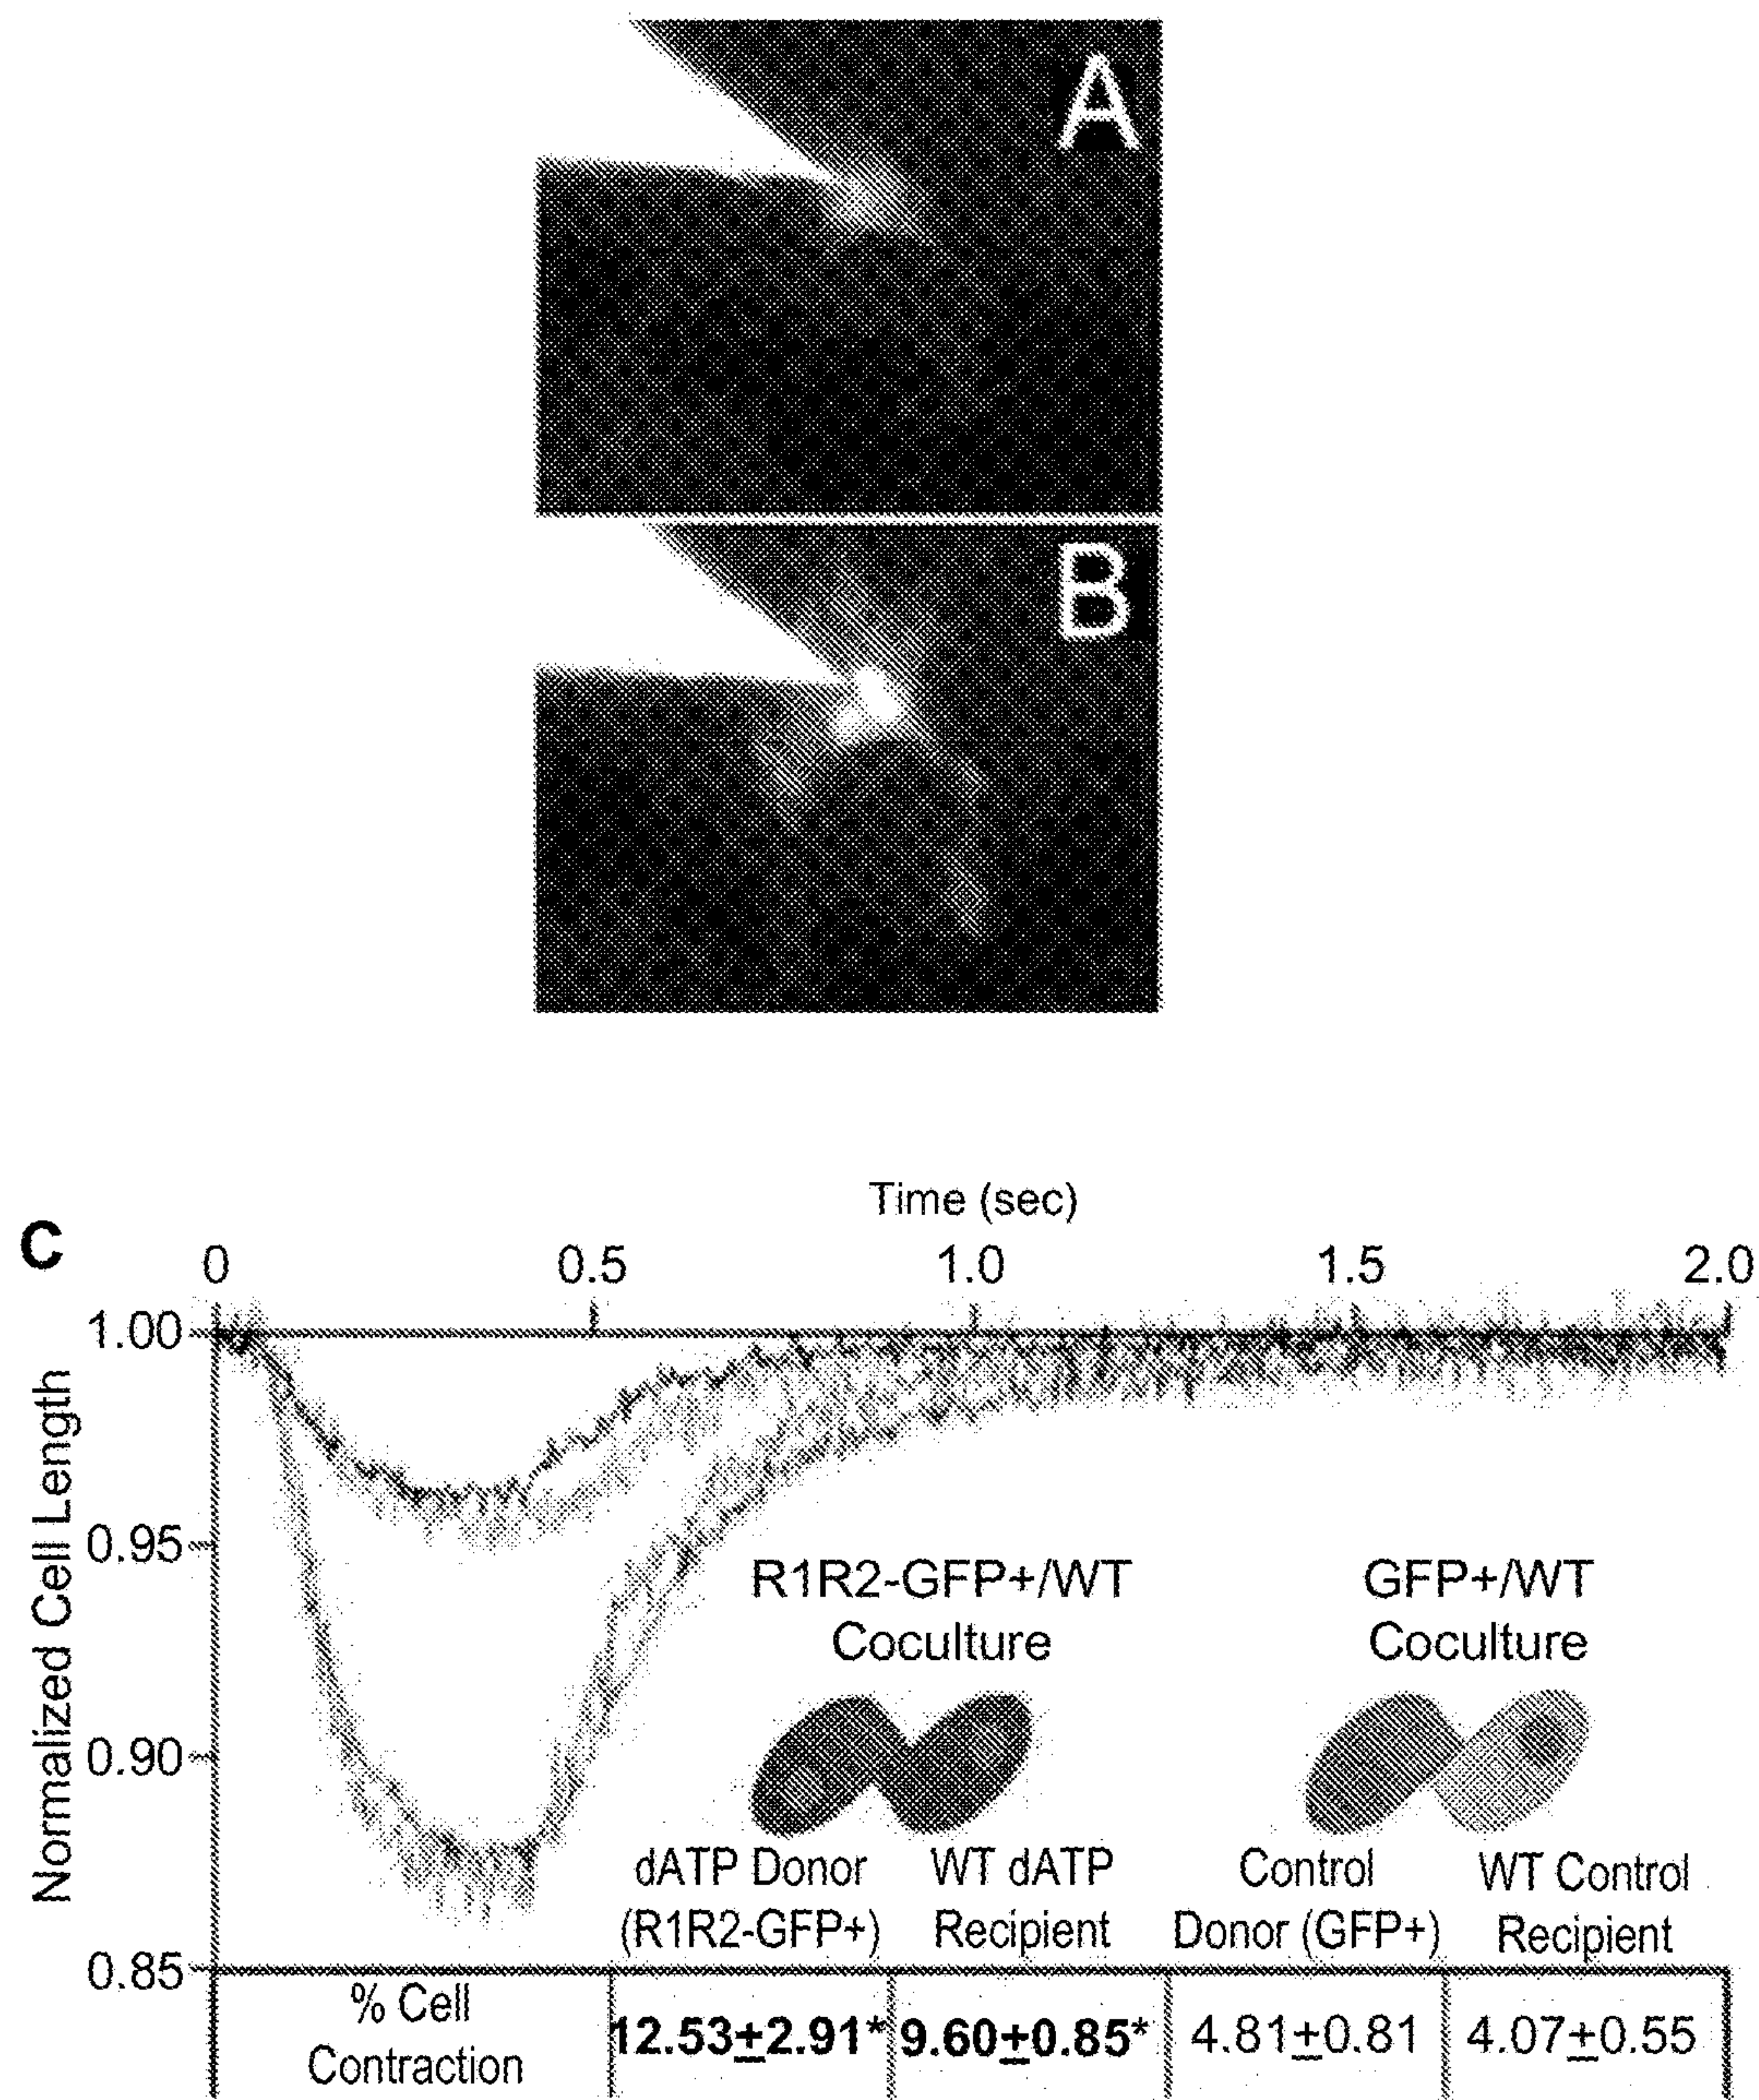 A
B
C
Time (sec)
0 0.5 1.0 1.5 2.0
1.00
0.95
0.90
0.85
Normalized Cell Length
R1R2-GFP+/WT
Coculture
GFP+/WT
Coculture
dATP Donor
(R1R2-GFP+)
WT dATP
Recipient
Control
Donor (GFP+)
WT Control
Recipient
% Cell
Contraction
12.53±2.91* 9.60±0.85* 4.81±0.81 4.07±0.55